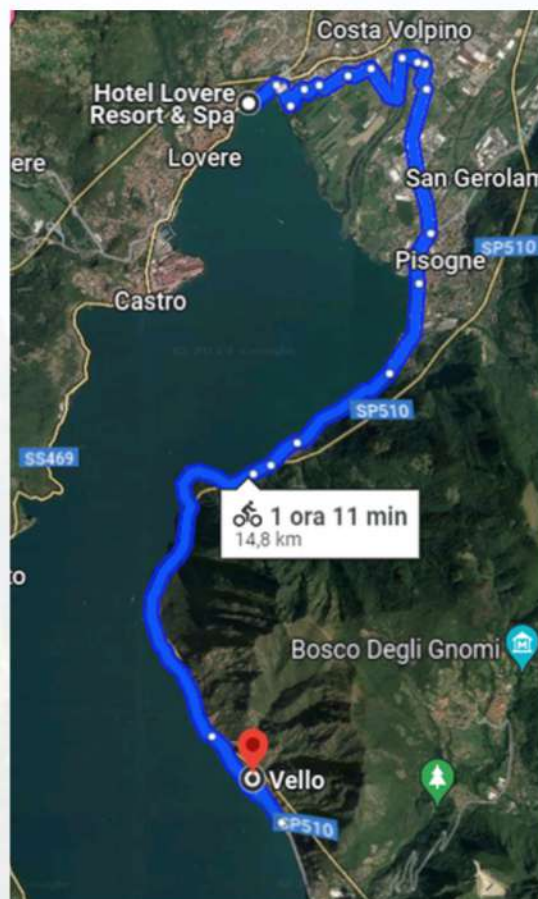 Costa Volpino
Hotel Lovere
Resort & Spa
Lovere
ere
San Gerolam
SP510
Pisogne
Castro
SP510
SS469
1 ora 11 min
14,8 km
to
Bosco Degli Gnomi
Vello
SP510